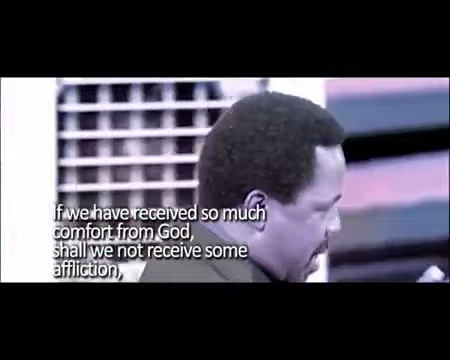 If we have received so much
comfort from God,
shall we not receive some
affliction,